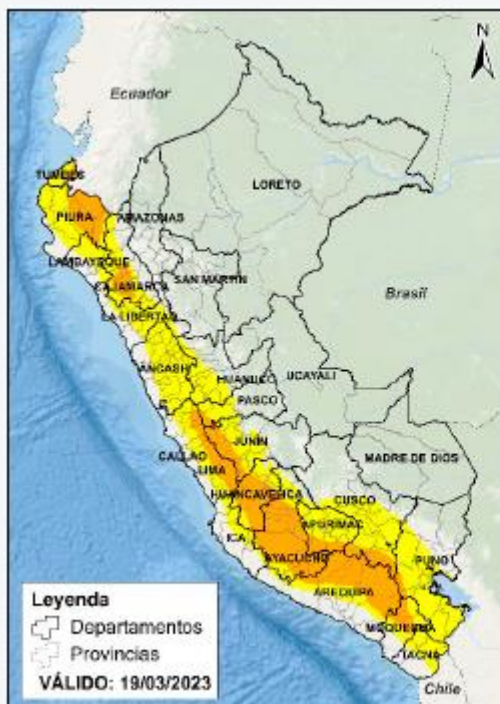 N
Ecuador
TUMBES
LORETO
PIURA
AMAZONAS
LAMBAYEQUE
SAN MARTIN
CAJAMARCA
Brasil
LA LIBERTAD
ANCASH
HUANUCO
UCAYALI
PASCO
JUNIN
CALLAO
LIMA
MADRE DE DIOS
HUANCAVELICA
CUSCO
APURIMAC
ICA
AYACUCHO
PUNO
AREQUIPA
MOQUEGUA
TACNA
Chile
Leyenda
Departamentos
Provincias
VÁLIDO: 19/03/2023